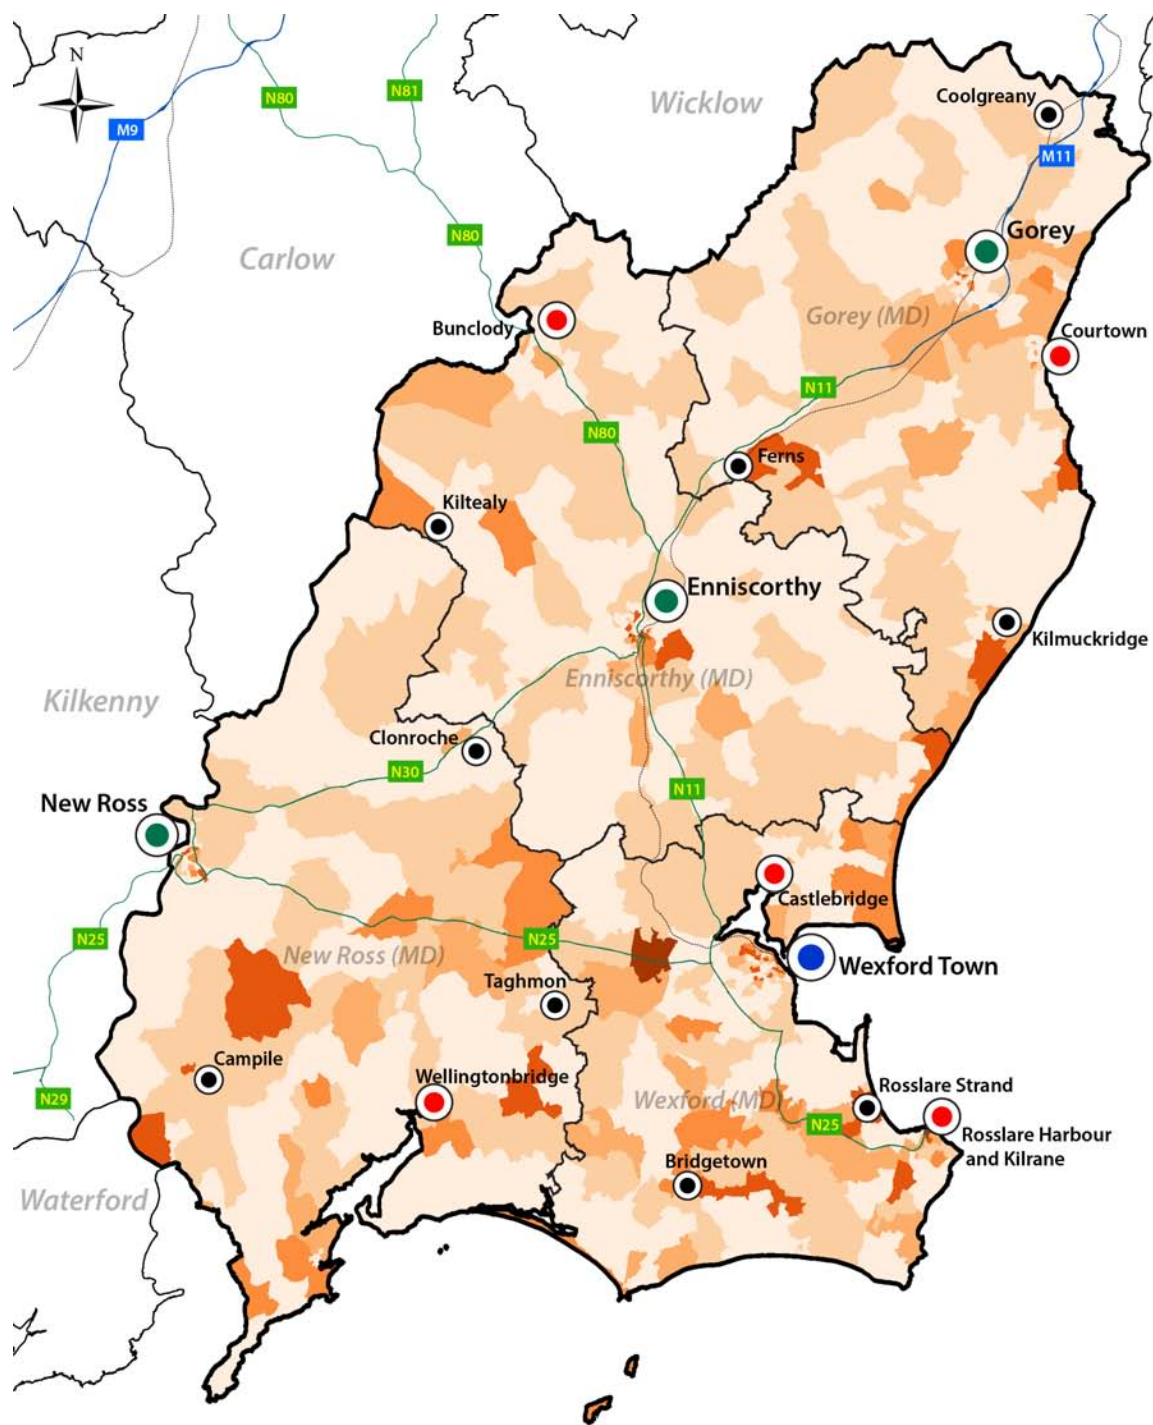 N
N80
N81
Wicklow
Coolgreany
M9
M11
N80
Gorey
Carlow
Gorey (MD)
Bunclody
Courtown
N11
N80
Ferns
Kiltealy
Enniscorthy
Kilmuckridge
Enniscorthy (MD)
Kilkenny
Clonroche
N30
N11
New Ross
Castlebridge
N25
N25
New Ross (MD)
Wexford Town
Taghmon
Campile
Wellingtonbridge
Rosslare Strand
N29
Wexford (MD)
N25
Rosslare Harbour
and Kilrane
Bridgetown
Waterford